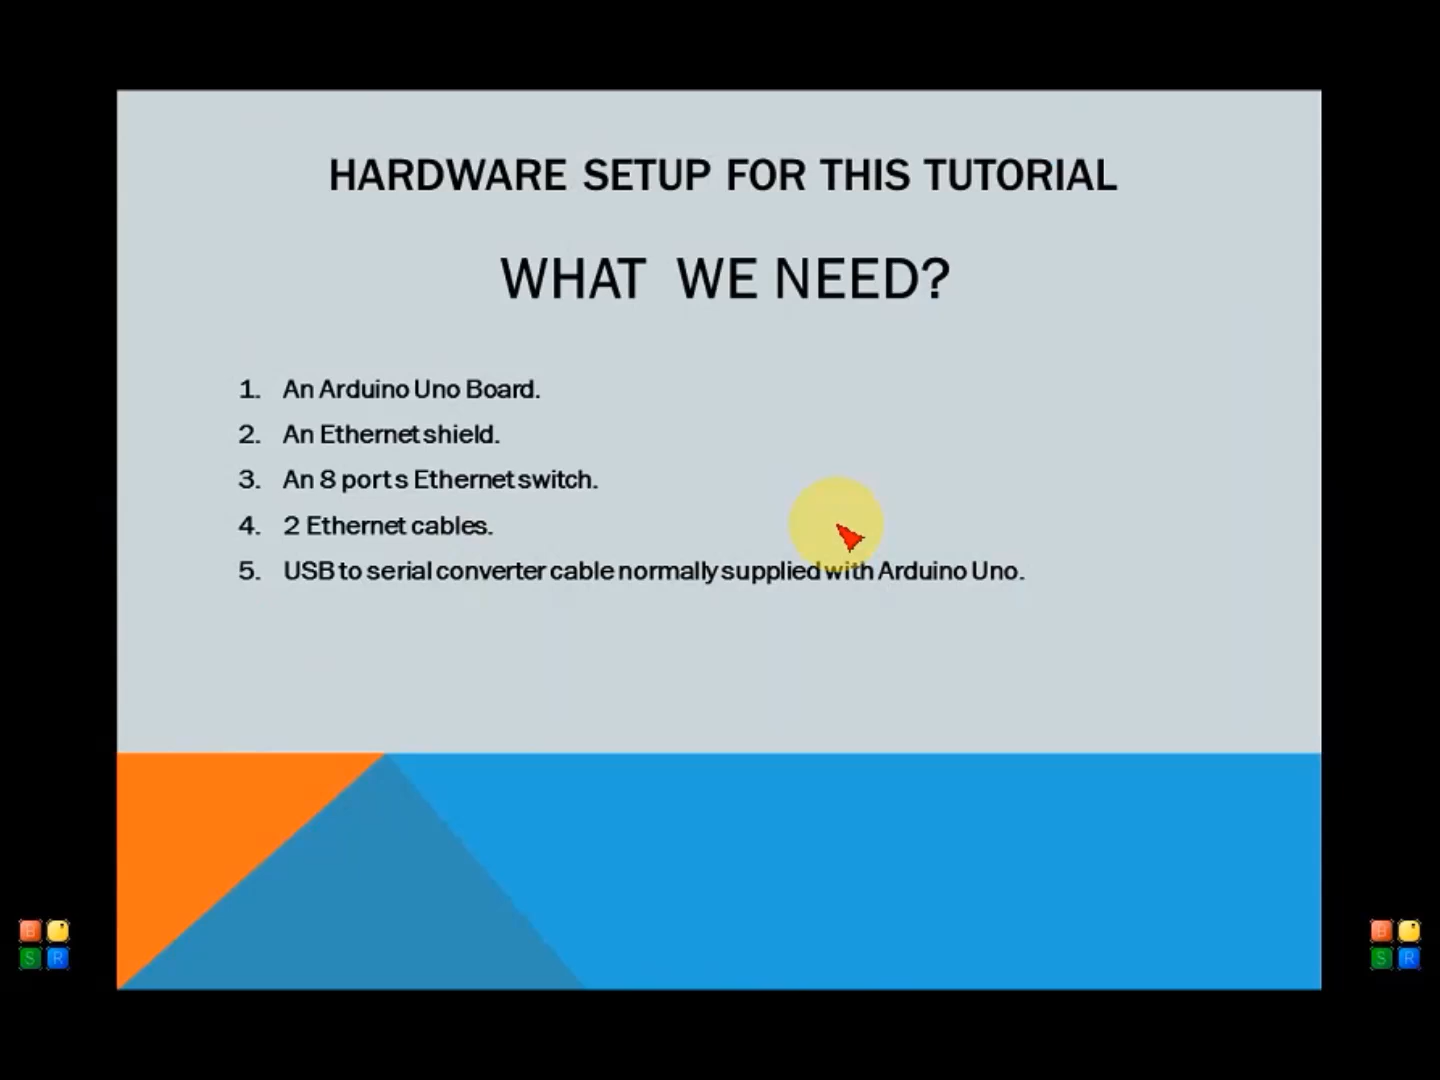 HARDWARE SETUP FOR THIS TUTORIAL
WHAT WE NEED?
1. An Arduino Uno Board.
2. An Ethernet shield.
3. An 8 ports Ethernet switch.
4. 2 Ethernet cables.
5. USB to serial converter cable normally supplied with Arduino Uno.
B
S R
B
S R